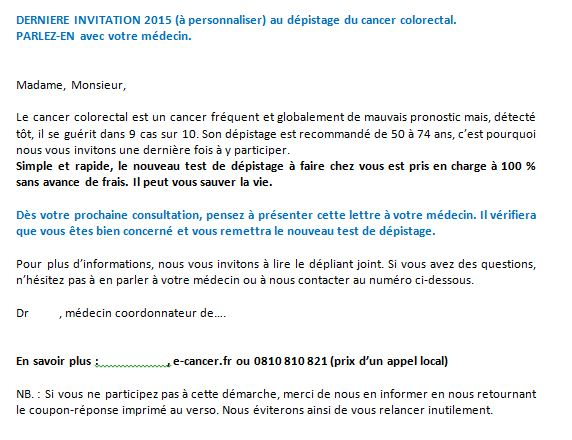 DERNIERE INVITATION 2015 (à personnaliser) au dépistage du cancer colorectal.
PARLEZ-EN avec votre médecin.
Madame, Monsieur,
Le cancer colorectal est un cancer fréquent et globalement de mauvais pronostic mais, détecté
tôt, il se guérit dans 9 cas sur 10. Son dépistage est recommandé de 50 à 74 ans, c'est pourquoi
nous vous invitons une dernière fois à y participer.
Simple et rapide, le nouveau test de dépistage à faire chez vous est pris en charge à 100 %
sans avance de frais. Il peut vous sauver la vie.
Dès votre prochaine consultation, pensez à présenter cette lettre à votre médecin. Il vérifiera
que vous êtes bien concerné et vous remettra le nouveau test de dépistage.
Pour plus d'informations, nous vous invitons à lire le dépliant joint. Si vous avez des questions,
n'hésitez pas à en parler à votre médecin ou à nous contacter au numéro ci-dessous.
Dr , médecin coordonnateur de....
En savoir plus : , e-cancer.fr ou 0810 810 821 (prix d'un appel local)
NB. : Si vous ne participez pas à cette démarche, merci de nous en informer en nous retournant
le coupon-réponse imprimé au verso. Nous éviterons ainsi de vous relancer inutilement.